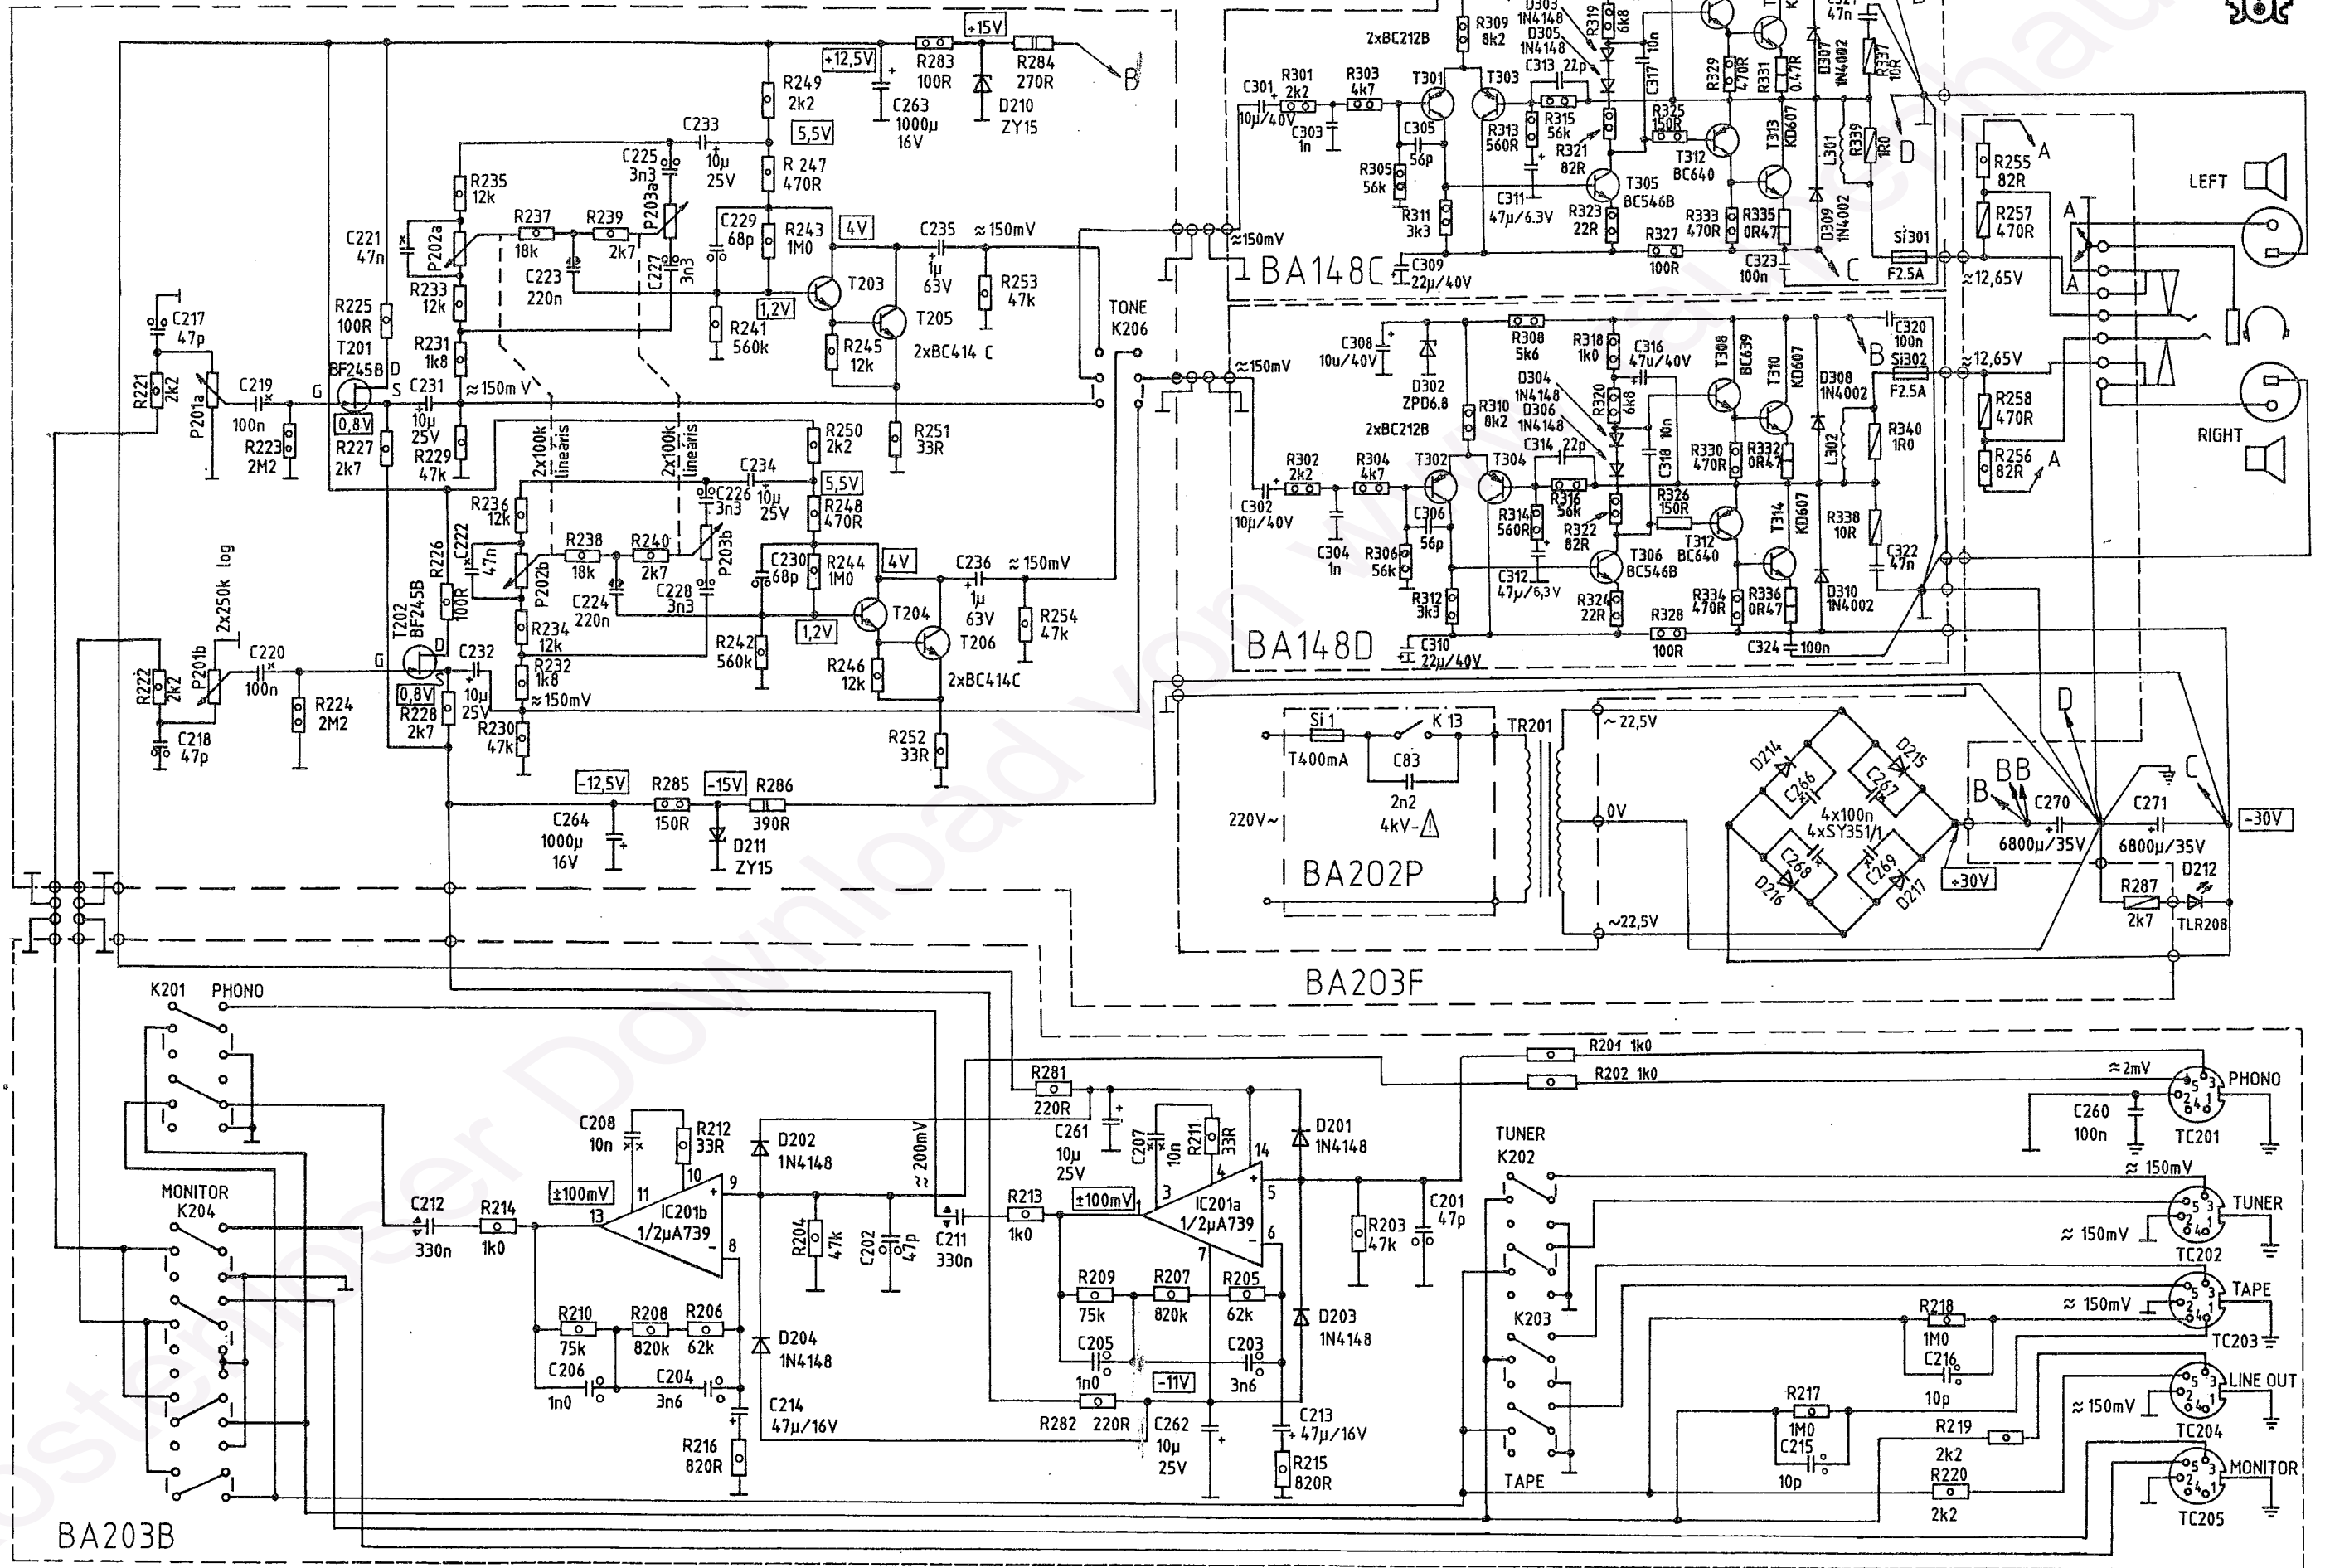 +15V
+12,5V
R283
100R
R284
270R
B
R249
2k2
C263
1000µ
16V
D210
ZY15
C233
10µ
25V
5,5V
C225
3n3
P203a
R 247
470R
R235
12k
C221
47n
P202a
R237
18k
R239
2k7
C223
220n
C227
3n3
C229
68p
R243
1M0
4V
C235
≈150mV
1µ
63V
T203
R253
47k
1,2V
R241
560k
T205
2xBC414 C
R245
12k
R251
33R
TONE
K206
R233
12k
R231
1k8
≈150mV
C217
47p
R221
2k2
P201a
C219
100n
R223
2M2
R225
100R
T201
BF245B
G
D
S
0,8V
R227
2k7
C231
10µ
25V
R229
47k
2x100k
linearis
2x100k
linearis
R250
2k2
C234
10µ
25V
5,5V
C226
3n3
R248
470R
R236
12k
C222
47n
P202b
R238
18k
R240
2k7
P203b
C224
220n
C228
3n3
C230
68p
R244
1M0
4V
C236
≈150mV
1µ
63V
T204
R254
47k
1,2V
R242
560k
T206
2xBC414C
R246
12k
R252
33R
2x250k log
R222
2k2
P201b
C220
100n
C218
47p
R224
2M2
R226
100R
T202
BF245B
G
D
S
0,8V
R228
2k7
C232
10µ
25V
R234
12k
R232
1k8
≈150mV
R230
47k
-12,5V
R285
150R
-15V
R286
390R
C264
1000µ
16V
D211
ZY15
2xBC212B
R309
8k2
D303
1N4148
D305
1N4148
R319
6k8
C313 22p
C317
10n
C301
10µ/40V
R301
2k2
R303
4k7
T301
T303
C303
1n
C305
56p
R305
56k
R311
3k3
R313
560R
R315
56k
R321
82R
C311
47µ/6,3V
T305
BC546B
R323
22R
R325
150R
T312
BC640
R327
100R
R329
470R
R331
0.47R
T313
KD607
R333
470R
R335
0R47
C323
100n
D307
1N4002
D309
1N4002
L301
R337
10R
R339
1R0
47n
D
C
C309
22µ/40V
BA148C
≈150mV
Si301
F2.5A
≈12,65V
R255
82R
R257
470R
A
A
A
LEFT
RIGHT
≈150mV
C308
10u/40V
D302
ZPD6,8
R308
5k6
R310
8k2
2xBC212B
D304
1N4148
D306
1N4148
C314 22p
R318
1k0
C316
47µ/40V
R320
6k8
C318
10n
T308
BC639
T310
KD607
D308
1N4002
B
C320
100n
Si302
F2.5A
≈12,65V
R258
470R
R256
82R
A
C302
10µ/40V
R302
2k2
R304
4k7
T302
T304
C304
1n
C306
56p
R306
56k
R312
3k3
R314
560R
R316
56k
R322
82R
C312
47µ/6,3V
T306
BC546B
R324
22R
R326
150R
T312
BC640
R328
100R
R330
470R
R332
0R47
T314
KD607
R334
470R
R336
0R47
C324
100n
D310
1N4002
L302
R340
1R0
R338
10R
C322
47n
C310
22µ/40V
BA148D
Si 1
T400mA
K 13
C83
2n2
4kV-
220V~
BA202P
TR201
~22,5V
0V
~22,5V
D214
D215
C266
C267
4x100n
4xSY351/1
C268
C269
D216
D217
+30V
B
B
B
C270
6800µ/35V
D
C271
6800µ/35V
C
-30V
R287
2k7
D212
TLR208
BA203F
K201
PHONO
MONITOR
K204
C212
330n
R214
1k0
±100mV
C208
10n
R212
33R
10
11
13
9
8
+
-
IC201b
1/2µA739
D202
1N4148
R210
75k
R208
820k
R206
62k
C206
1n0
C204
3n6
D204
1N4148
C214
47µ/16V
R216
820R
R204
47k
C202
47p
≈200mV
C211
330n
R213
1k0
±100mV
R281
220R
C261
10µ
25V
C207
10n
R211
33R
1
3
4
14
5
6
7
+
-
IC201a
1/2µA739
D201
1N4148
R203
47k
C201
47p
R209
75k
R207
820k
R205
62k
C205
1n0
C203
3n6
D203
1N4148
-11V
R282
220R
C262
10µ
25V
C213
47µ/16V
R215
820R
R201 1k0
R202 1k0
TUNER
K202
K203
TAPE
≈2mV
PHONO
C260
100n
TC201
≈150mV
TUNER
≈150mV
TC202
TAPE
≈150mV
TC203
R218
1M0
C216
10p
LINE OUT
≈150mV
TC204
R217
1M0
C215
10p
R219
2k2
R220
2k2
MONITOR
TC205
BA203B